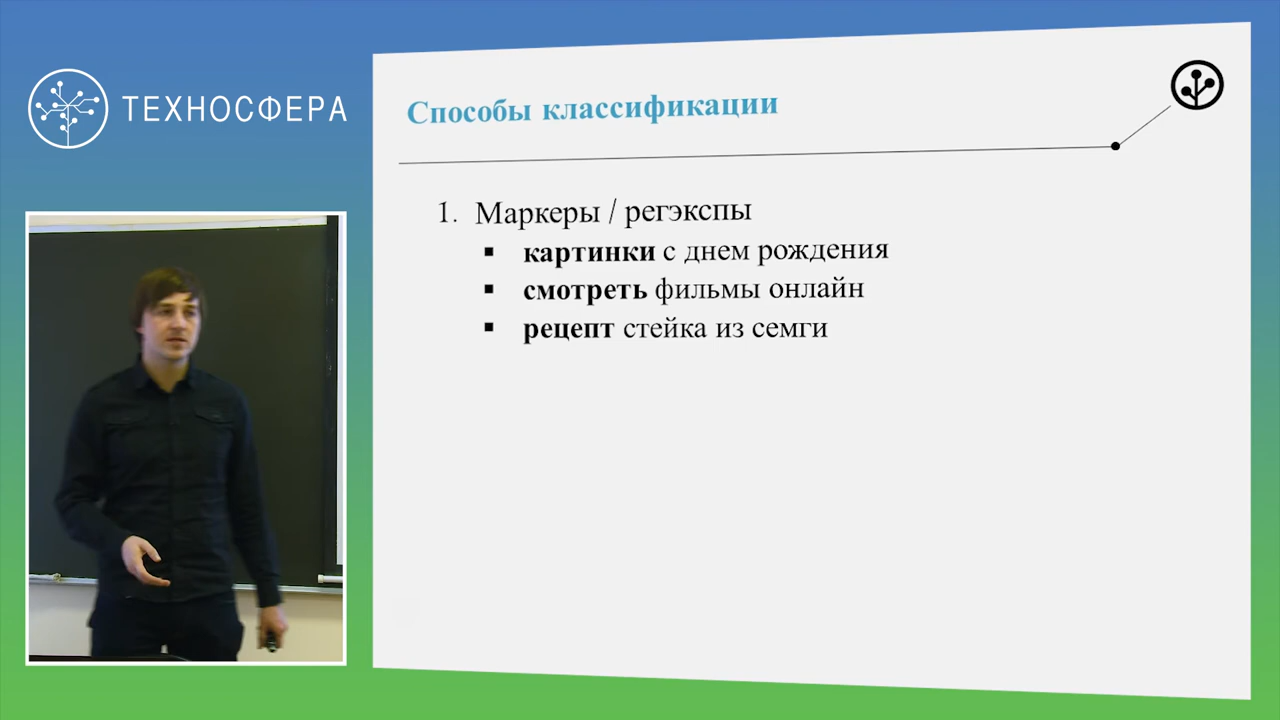 ТЕХНОСФЕРА
Способы классификации
1. Маркеры / регэкспы
▪ картинки с днем рождения
▪ смотреть фильмы онлайн
▪ рецепт стейка из семги